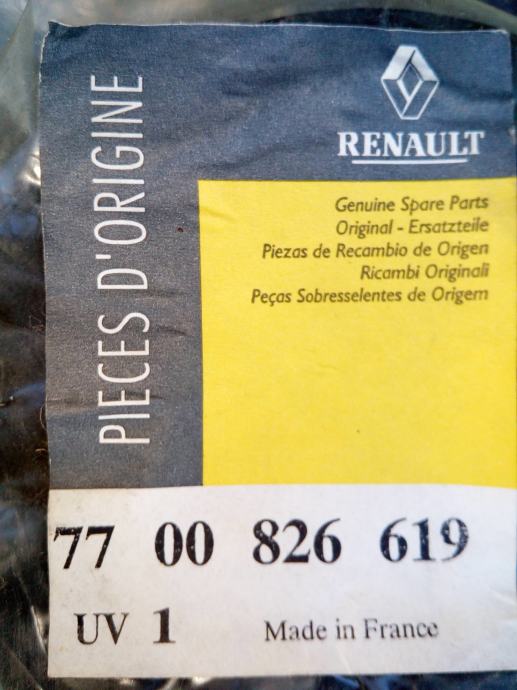 PIECES D'ORIGINE
RENAULT
Genuine Spare Parts
Original - Ersatzteile
Piezas de Recambio de Origen
Ricambi Originali
Peças Sobresselentes de Origem
77 00 826 619
UV 1 Made in France